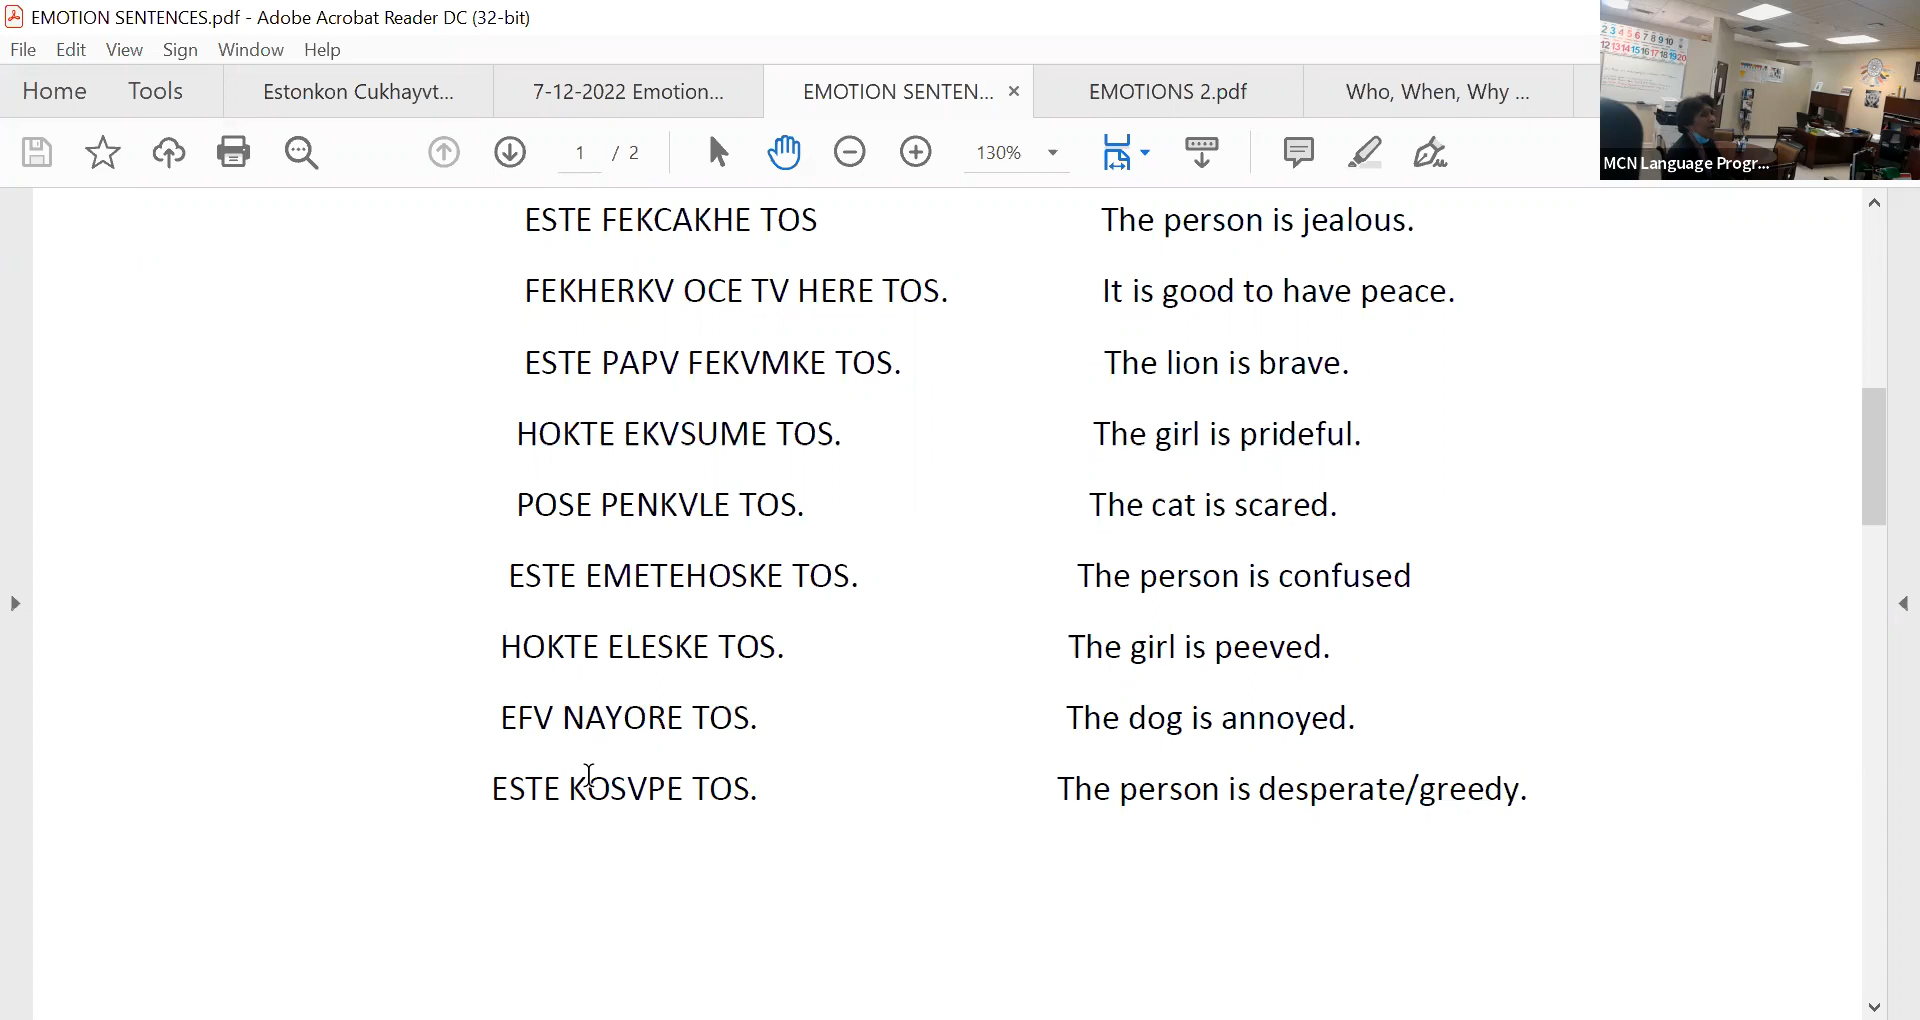 EMOTION SENTENCES.pdf - Adobe Acrobat Reader DC (32-bit)
File Edit View Sign Window Help
Home Tools Estonkon Cukhayvt... 7-12-2022 Emotion... EMOTION SENTEN... × EMOTIONS 2.pdf Who, When, Why ...
1 / 2 130%
MCN Language Progr...
ESTE FEKCAKHE TOS The person is jealous.
FEKHERKV OCE TV HERE TOS. It is good to have peace.
ESTE PAPV FEKVMKE TOS. The lion is brave.
HOKTE EKVSUME TOS. The girl is prideful.
POSE PENKVLE TOS. The cat is scared.
ESTE EMETEHOSKE TOS. The person is confused
HOKTE ELESKE TOS. The girl is peeved.
EFV NAYORE TOS. The dog is annoyed.
ESTE KOSVPE TOS. The person is desperate/greedy.